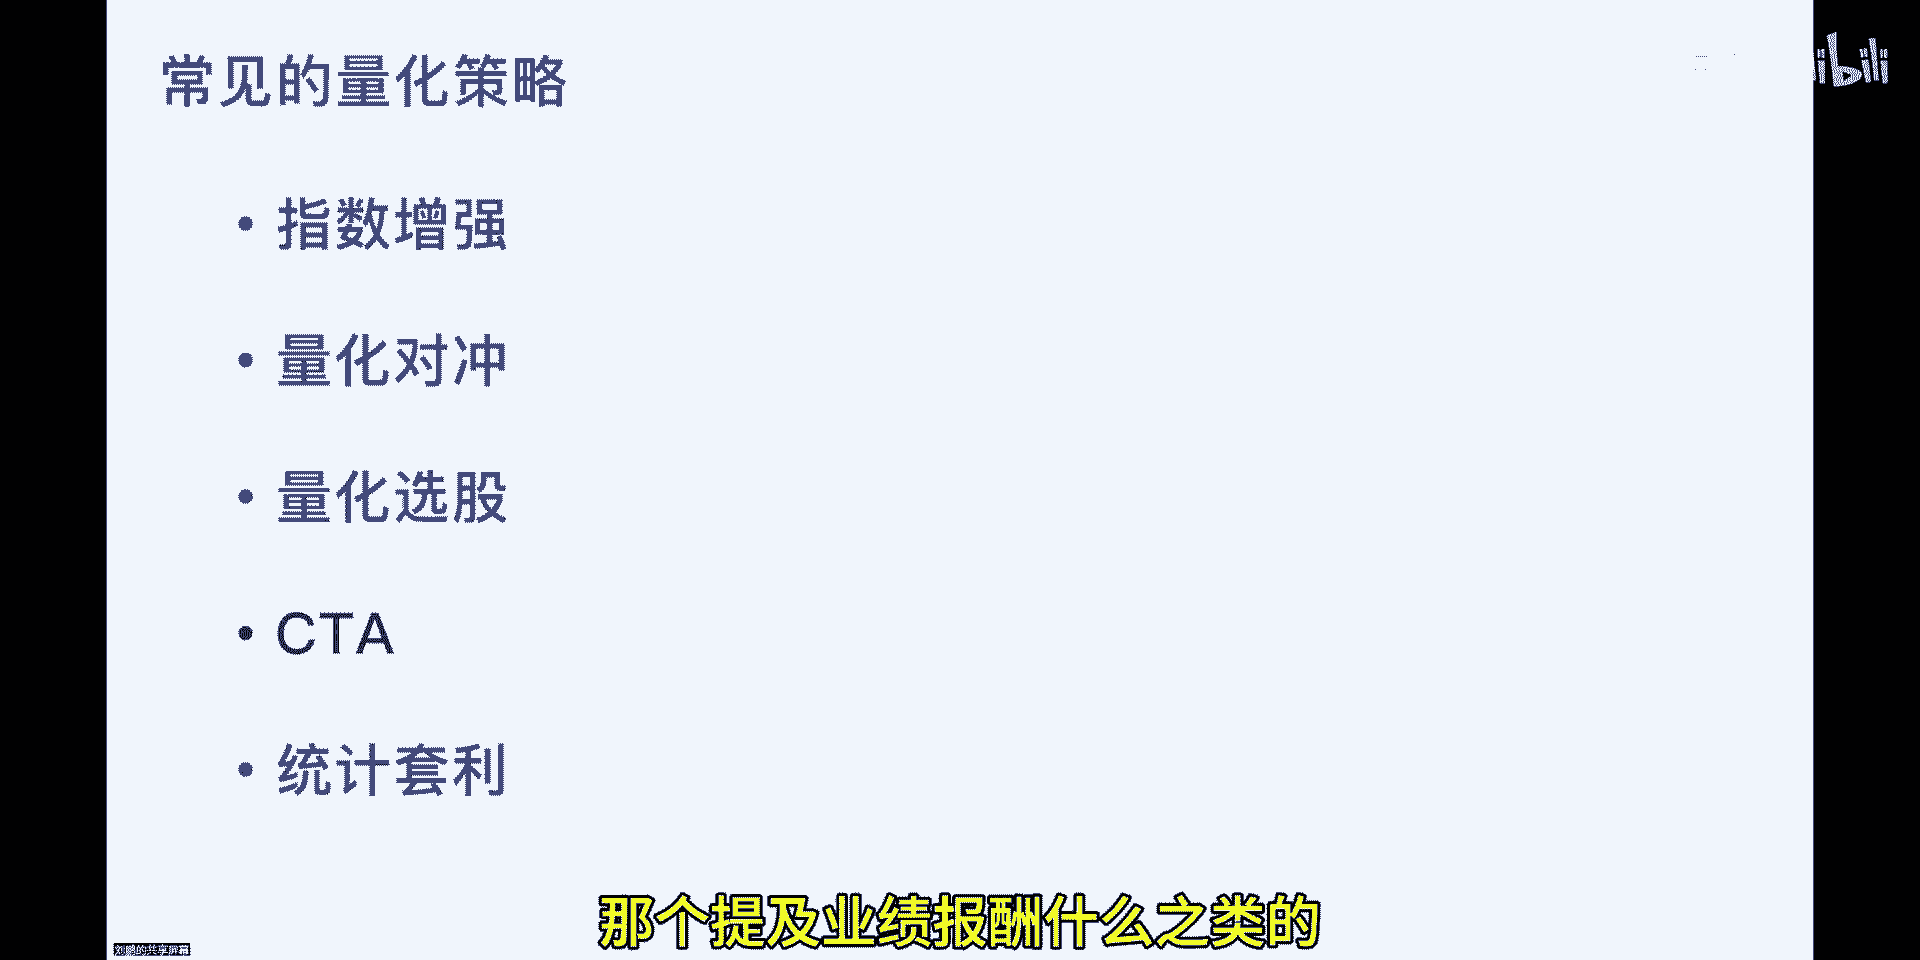 常见的量化策略
ibili
• 指数增强
• 量化对冲
• 量化选股
• CTA
• 统计套利
那个提及业绩报酬什么之类的
刘鹏的共享屏幕